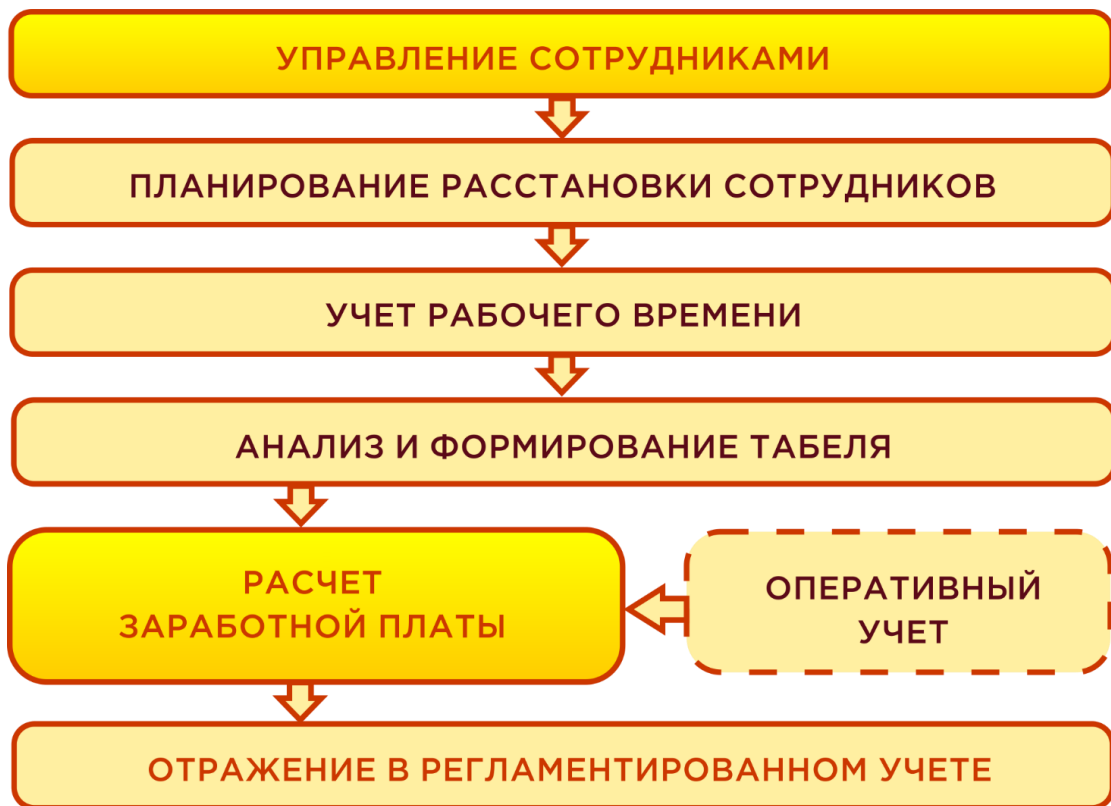 УПРАВЛЕНИЕ СОТРУДНИКАМИ
ПЛАНИРОВАНИЕ РАССТАНОВКИ СОТРУДНИКОВ
УЧЕТ РАБОЧЕГО ВРЕМЕНИ
АНАЛИЗ И ФОРМИРОВАНИЕ ТАБЕЛЯ
РАСЧЕТ
ЗАРАБОТНОЙ ПЛАТЫ
ОПЕРАТИВНЫЙ
УЧЕТ
ОТРАЖЕНИЕ В РЕГЛАМЕНТИРОВАННОМ УЧЕТЕ